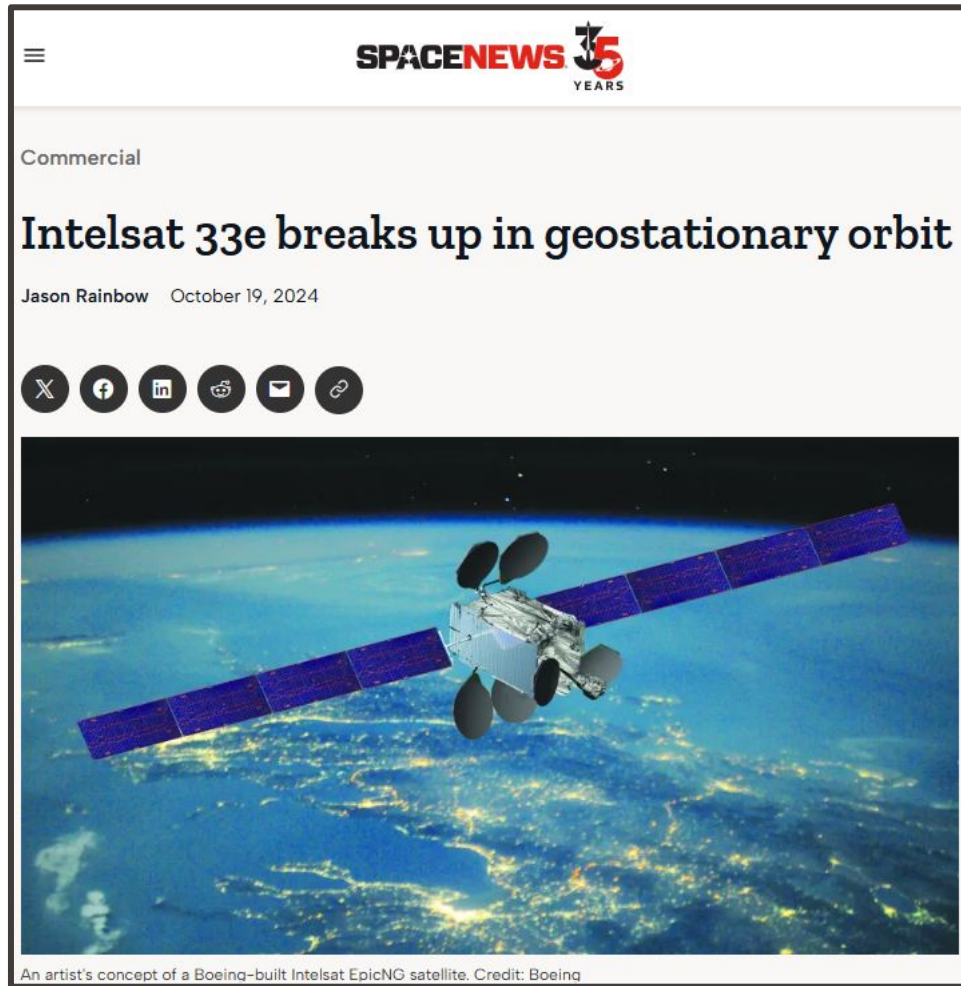 SPACENEWS 35
YEARS
Commercial
Intelsat 33e breaks up in geostationary orbit
Jason Rainbow October 19, 2024
An artist's concept of a Boeing-built Intelsat EpicNG satellite. Credit: Boeing